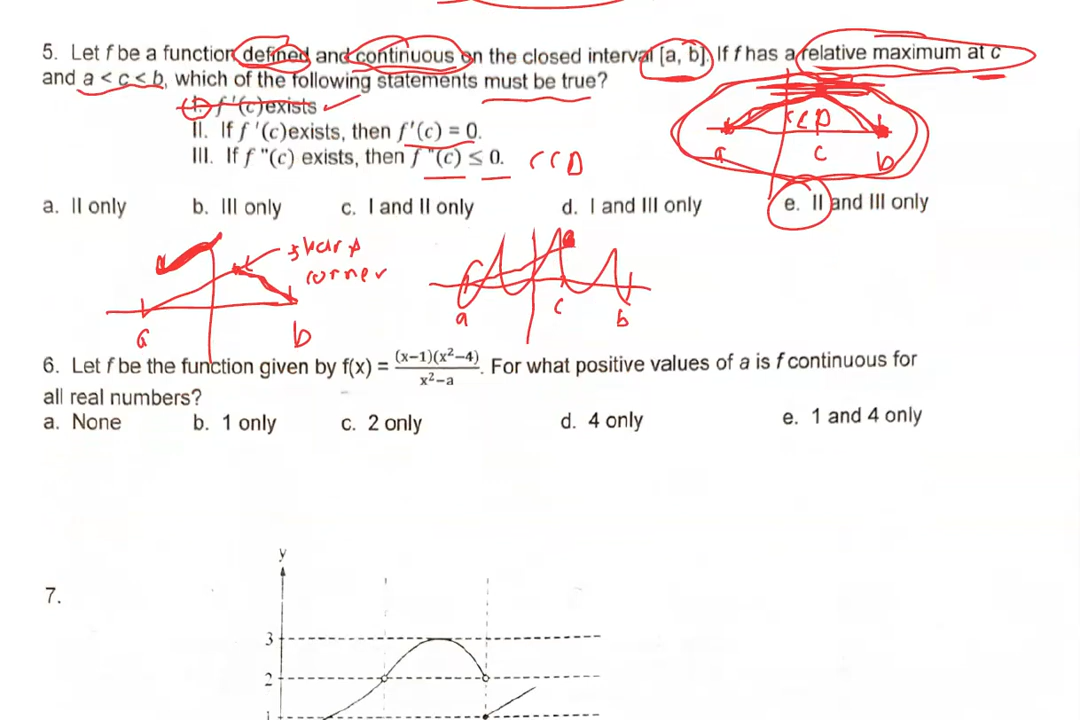 5. Let f be a function defined and continuous on the closed interval [a, b]. If f has a relative maximum at c
and a < c < b, which of the following statements must be true?
I. f '(c)exists
II. If f '(c)exists, then f '(c) = 0.
III. If f "(c) exists, then f "(c) ≤ 0. CCD
CCD
a c b
a. II only b. III only c. I and II only d. I and III only e. II and III only
sharp
corner
a b
a c b
6. Let f be the function given by f(x) = (x−1)(x²−4)/x²−a. For what positive values of a is f continuous for
all real numbers?
a. None b. 1 only c. 2 only d. 4 only e. 1 and 4 only
7.
y
3
2
1